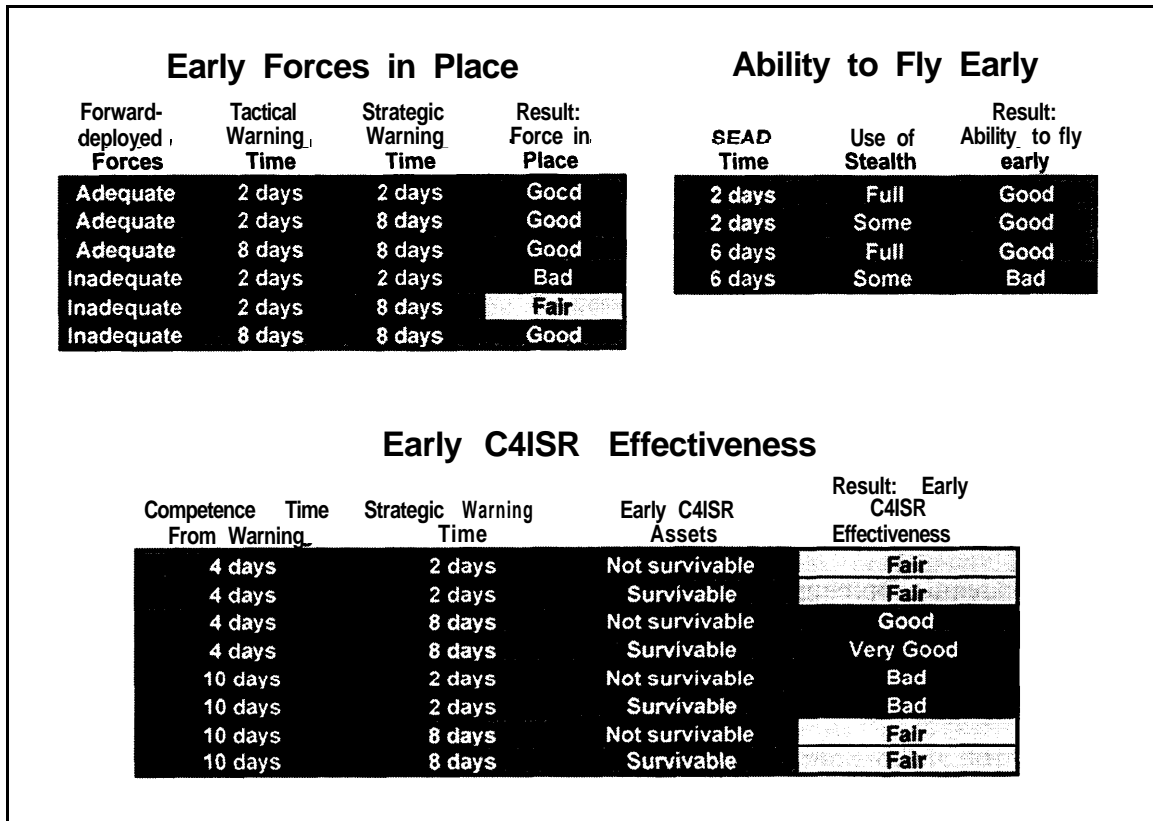 Early Forces in Place
Forward-deployed Forces Tactical Warning Time Strategic Warning Time Result: Force in Place
Adequate 2 days 2 days Gocd
Adequate 2 days 8 days Good
Adequate 8 days 8 days Good
Inadequate 2 days 2 days Bad
Inadequate 2 days 8 days Fair
Inadequate 8 days 8 days Good
Ability to Fly Early
SEAD Time Use of Stealth Result: Ability to fly early
2 days Full Good
2 days Some Good
6 days Full Good
6 days Some Bad
Early C4ISR Effectiveness
Competence Time From Warning Strategic Warning Time Early C4ISR Assets Result: Early C4ISR Effectiveness
4 days 2 days Not survivable Fair
4 days 2 days Survivable Fair
4 days 8 days Not survivable Good
4 days 8 days Survivable Very Good
10 days 2 days Not survivable Bad
10 days 2 days Survivable Bad
10 days 8 days Not survivable Fair
10 days 8 days Survivable Fair